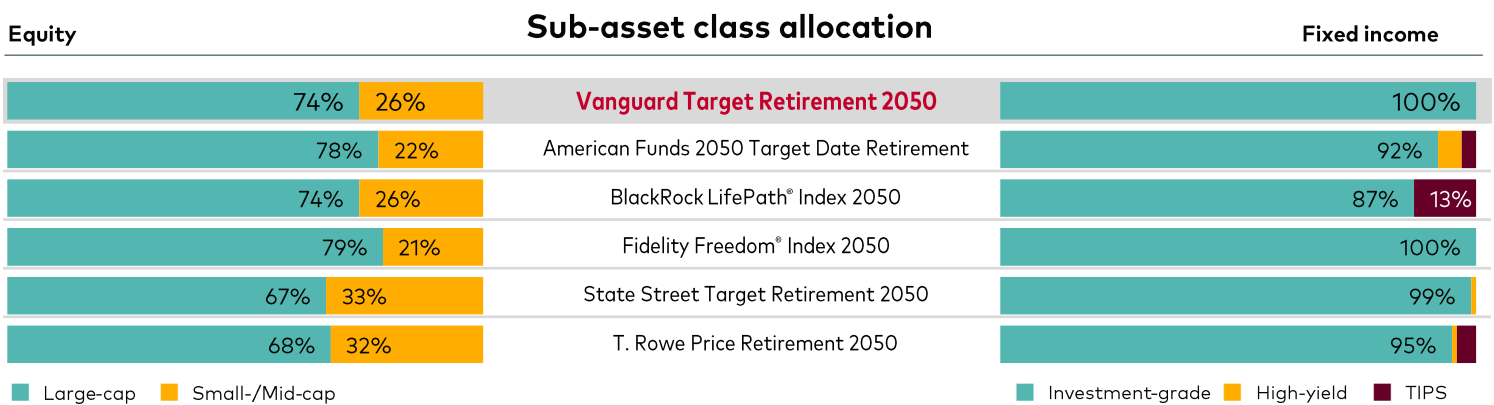 Sub-asset class allocation
Equity
Fixed income
74% 26% Vanguard Target Retirement 2050 100%
78% 22% American Funds 2050 Target Date Retirement 92%
74% 26% BlackRock LifePath® Index 2050 87% 13%
79% 21% Fidelity Freedom® Index 2050 100%
67% 33% State Street Target Retirement 2050 99%
68% 32% T. Rowe Price Retirement 2050 95%
Large-cap Small-/Mid-cap Investment-grade High-yield TIPS